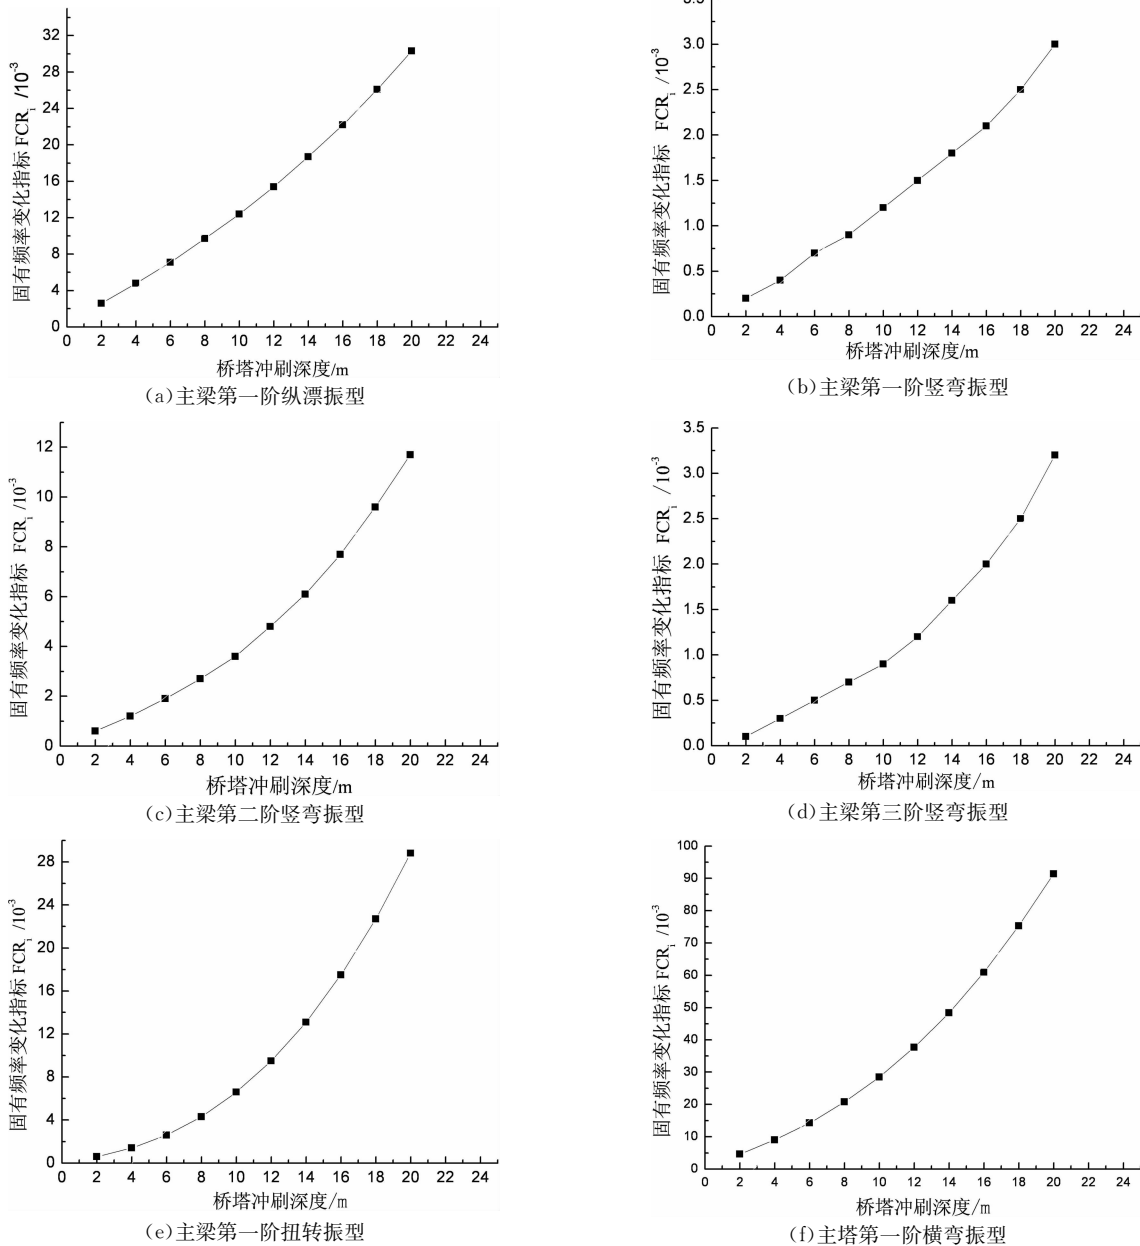 固有频率变化指标 FCRi /10-3
32
28
24
20
16
12
8
4
0
0 2 4 6 8 10 12 14 16 18 20 22 24
桥塔冲刷深度/m
(a)主梁第一阶纵漂振型
固有频率变化指标 FCRi /10-3
3.0
2.5
2.0
1.5
1.0
0.5
0.0
0 2 4 6 8 10 12 14 16 18 20 22 24
桥塔冲刷深度/m
(b)主梁第一阶竖弯振型
固有频率变化指标 FCRi /10-3
12
10
8
6
4
2
0
0 2 4 6 8 10 12 14 16 18 20 22 24
桥塔冲刷深度/m
(c)主梁第二阶竖弯振型
固有频率变化指标 FCRi /10-3
3.5
3.0
2.5
2.0
1.5
1.0
0.5
0.0
0 2 4 6 8 10 12 14 16 18 20 22 24
桥塔冲刷深度/m
(d)主梁第三阶竖弯振型
固有频率变化指标 FCRi /10-3
28
24
20
16
12
8
4
0
0 2 4 6 8 10 12 14 16 18 20 22 24
桥塔冲刷深度/m
(e)主梁第一阶扭转振型
固有频率变化指标 FCRi /10-3
100
90
80
70
60
50
40
30
20
10
0
0 2 4 6 8 10 12 14 16 18 20 22 24
桥塔冲刷深度/m
(f)主塔第一阶横弯振型